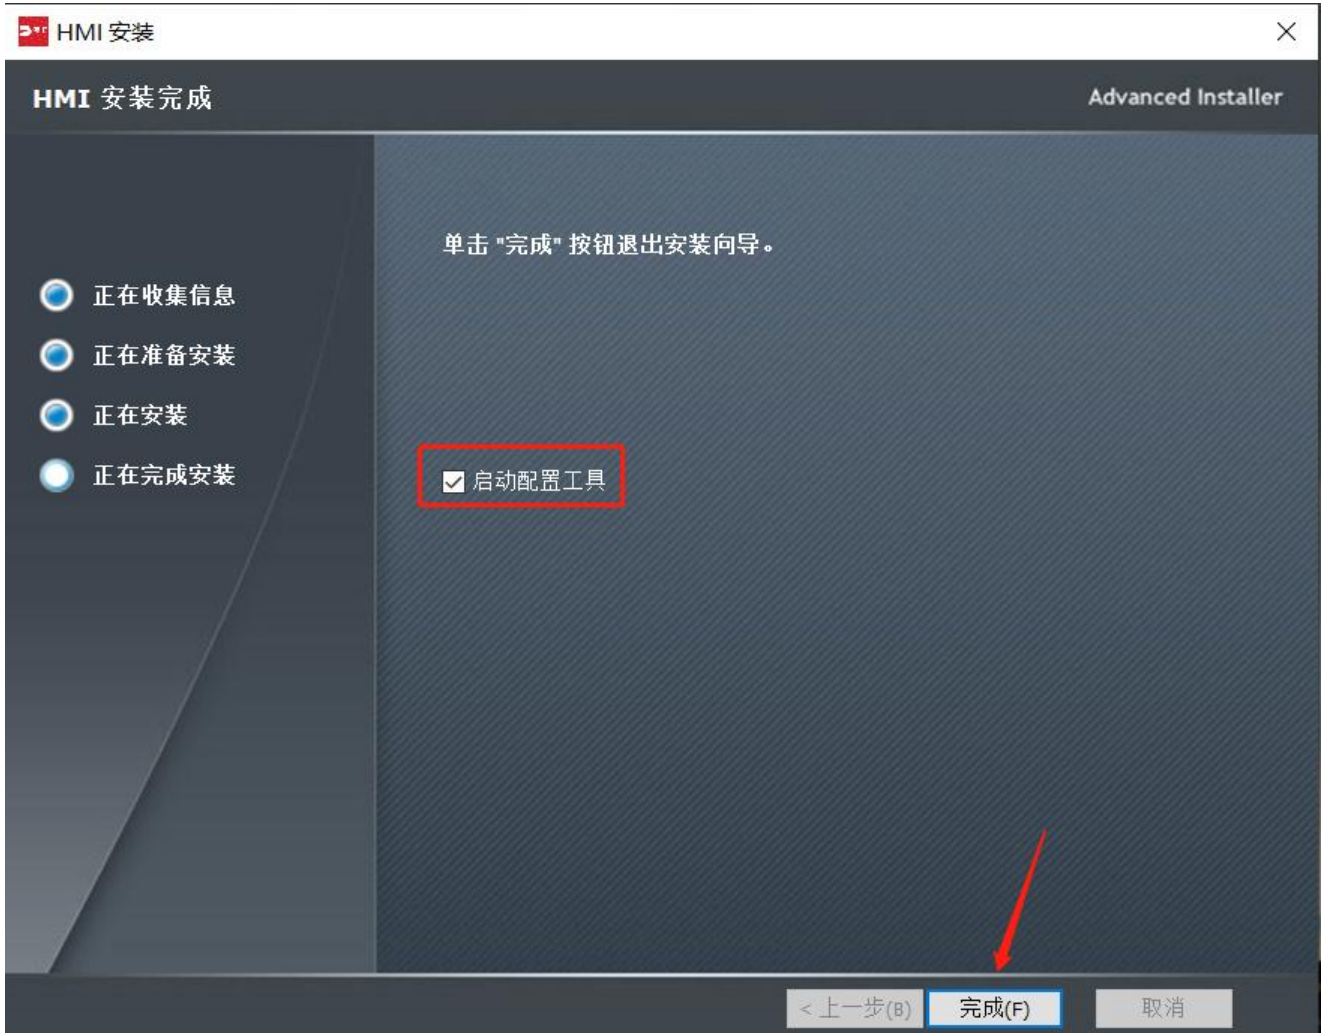 HMI 安装
HMI 安装完成
Advanced Installer
单击 "完成" 按钮退出安装向导。
正在收集信息
正在准备安装
正在安装
正在完成安装
启动配置工具
< 上一步(B)
完成(F)
取消